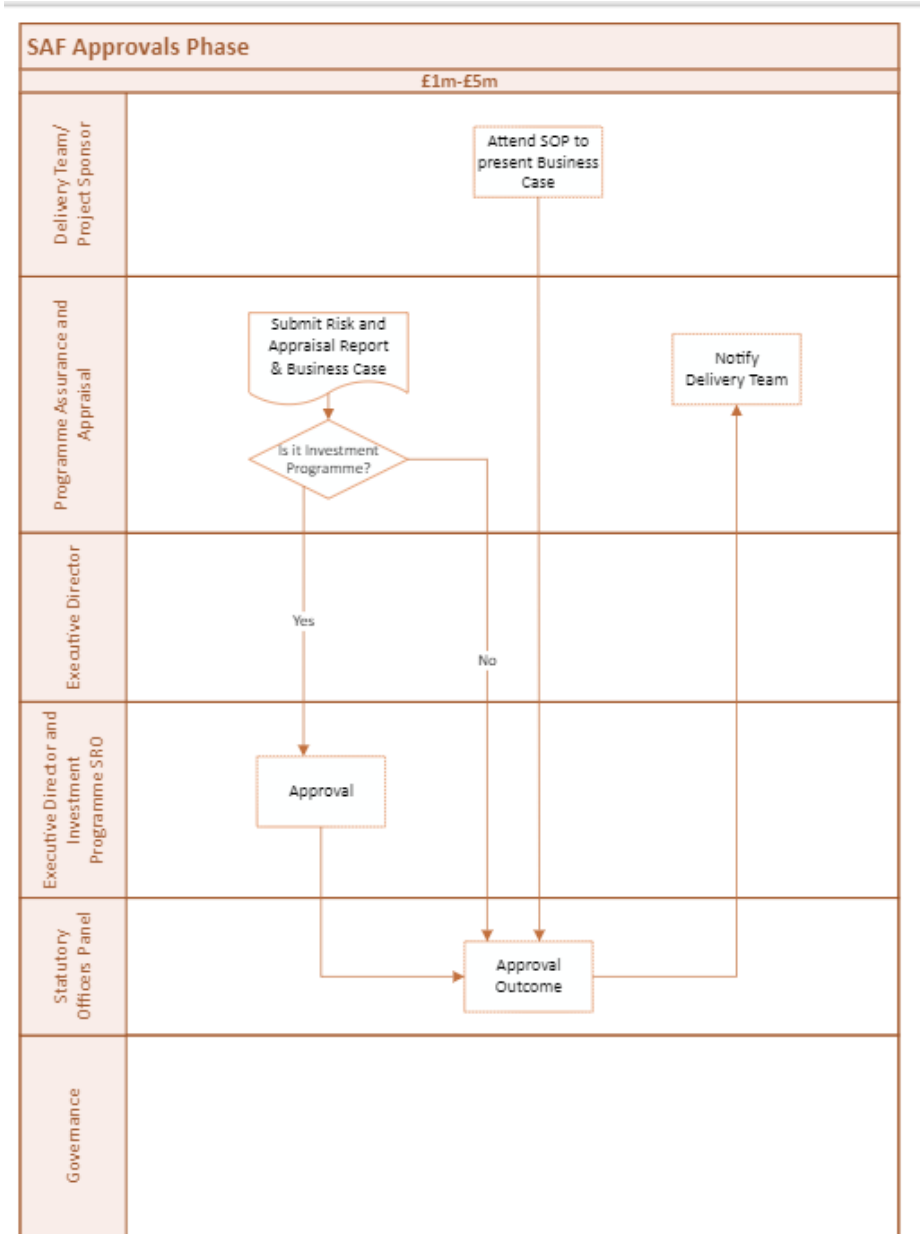 SAF Approvals Phase
£1m-£5m
Delivery Team/
Project Sponsor
Attend SOP to
present Business
Case
Programme Assurance and
Appraisal
Submit Risk and
Appraisal Report
& Business Case
Is it Investment
Programme?
Notify
Delivery Team
Executive Director
Yes
No
Executive Director and
Investment
Programme SRO
Approval
Statutory
Officers Panel
Approval
Outcome
Governance